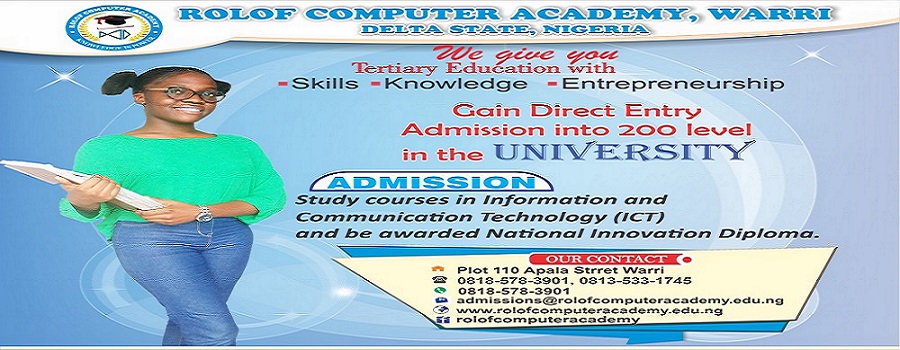 ROLOF COMPUTER ACADEMY, WARRI
DELTA STATE, NIGERIA
We give you
Tertiary Education with
Skills Knowledge Entrepreneurship
Gain Direct Entry
Admission into 200 level
in the UNIVERSITY
ADMISSION
Study courses in Information and
Communication Technology (ICT)
and be awarded National Innovation Diploma.
OUR CONTACT
Plot 110 Apala Strret Warri
0818-578-3901, 0813-533-1745
0818-578-3901
admissions@rolofcomputeracademy.edu.ng
www.rolofcomputeracademy.edu.ng
rolofcomputeracademy